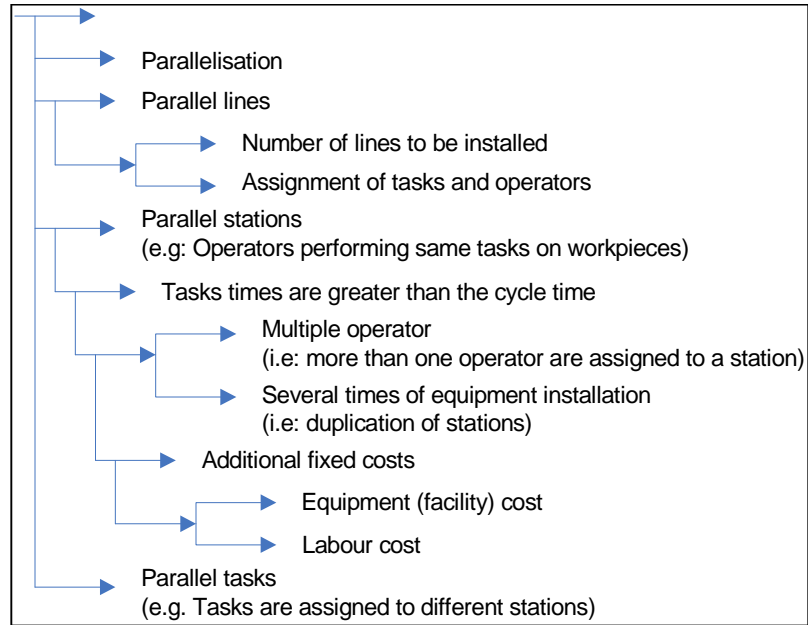 Parallelisation
Parallel lines
Number of lines to be installed
Assignment of tasks and operators
Parallel stations
(e.g: Operators performing same tasks on workpieces)
Tasks times are greater than the cycle time
Multiple operator
(i.e: more than one operator are assigned to a station)
Several times of equipment installation
(i.e: duplication of stations)
Additional fixed costs
Equipment (facility) cost
Labour cost
Parallel tasks
(e.g. Tasks are assigned to different stations)